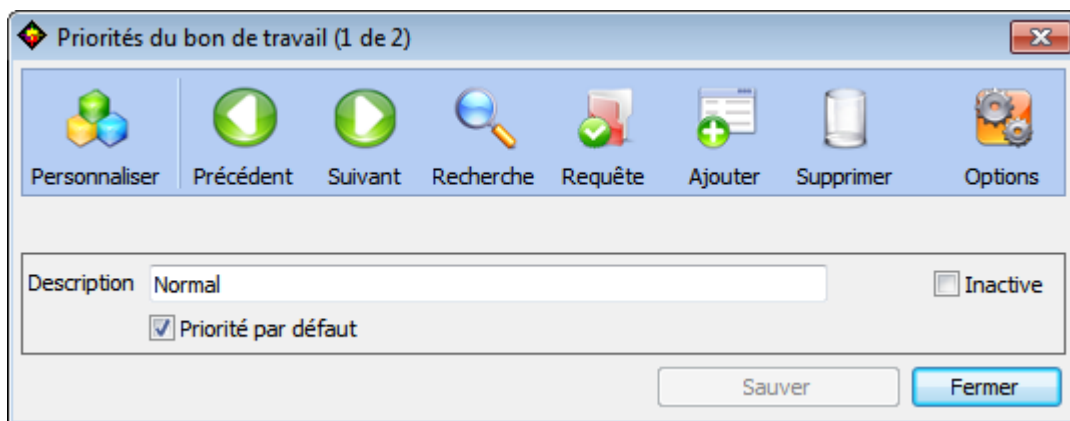 Priorités du bon de travail (1 de 2)
Personnaliser Précédent Suivant Recherche Requête Ajouter Supprimer Options
Description Normal Inactive
Priorité par défaut
Sauver Fermer